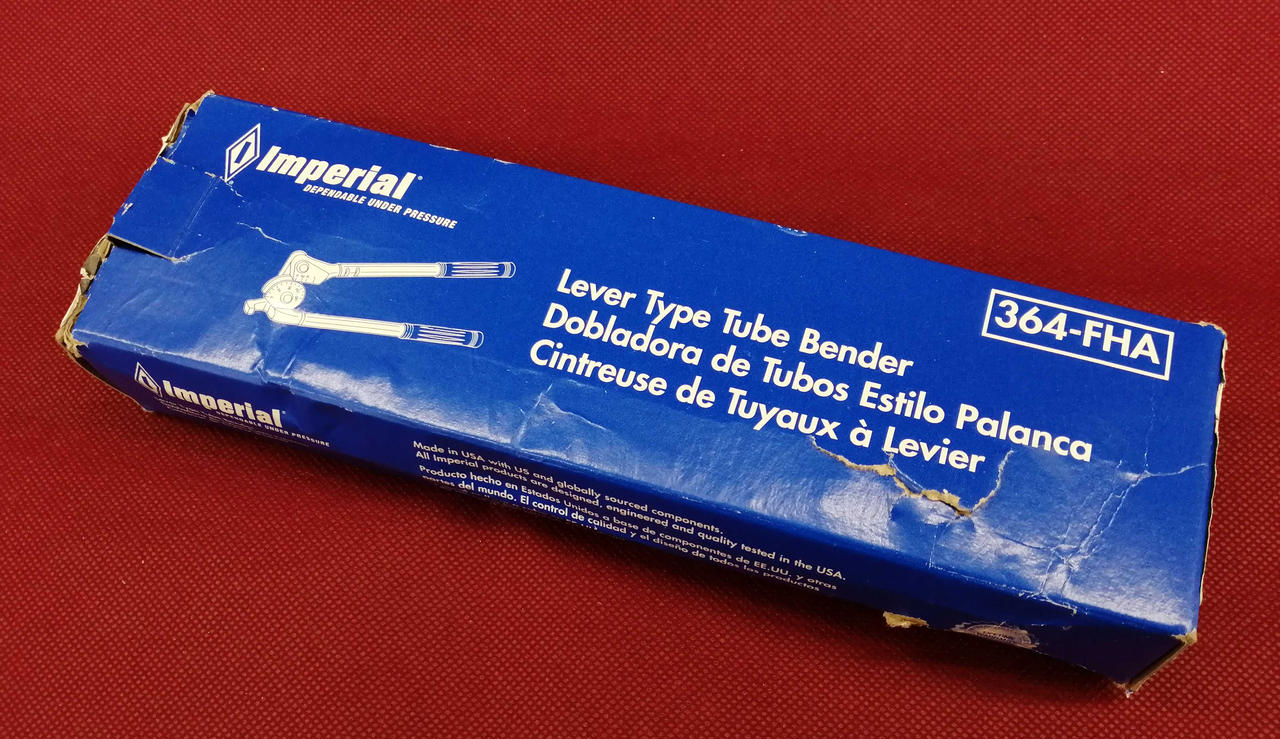 Imperial®
DEPENDABLE UNDER PRESSURE
364-FHA
Lever Type Tube Bender
Dobladora de Tubos Estilo Palanca
Cintreuse de Tuyaux à Levier
Imperial®
DEPENDABLE UNDER PRESSURE
Made in USA with US and globally sourced components.
All Imperial products are designed, engineered and quality tested in the USA.
Producto hecho en Estados Unidos a base de componentes de EE.UU. y otras
partes del mundo. El control de calidad y el diseño de todos los productos